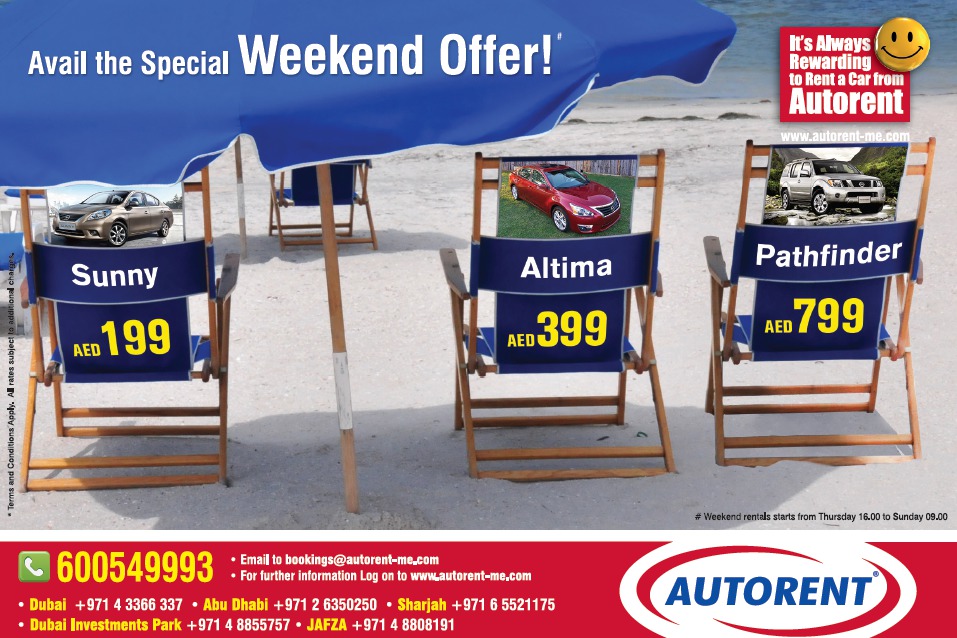 Avail the Special Weekend Offer!#
It's Always
Rewarding
to Rent a Car from
Autorent
www.autorent-me.com
Sunny
AED 199
Altima
AED 399
Pathfinder
AED 799
* Terms and Conditions Apply. All rates subject to additional charges.
# Weekend rentals starts from Thursday 16.00 to Sunday 09.00
600549993
• Email to bookings@autorent-me.com
• For further information Log on to www.autorent-me.com
• Dubai +971 4 3366 337 • Abu Dhabi +971 2 6350250 • Sharjah +971 6 5521175
• Dubai Investments Park +971 4 8855757 • JAFZA +971 4 8808191
AUTORENT®